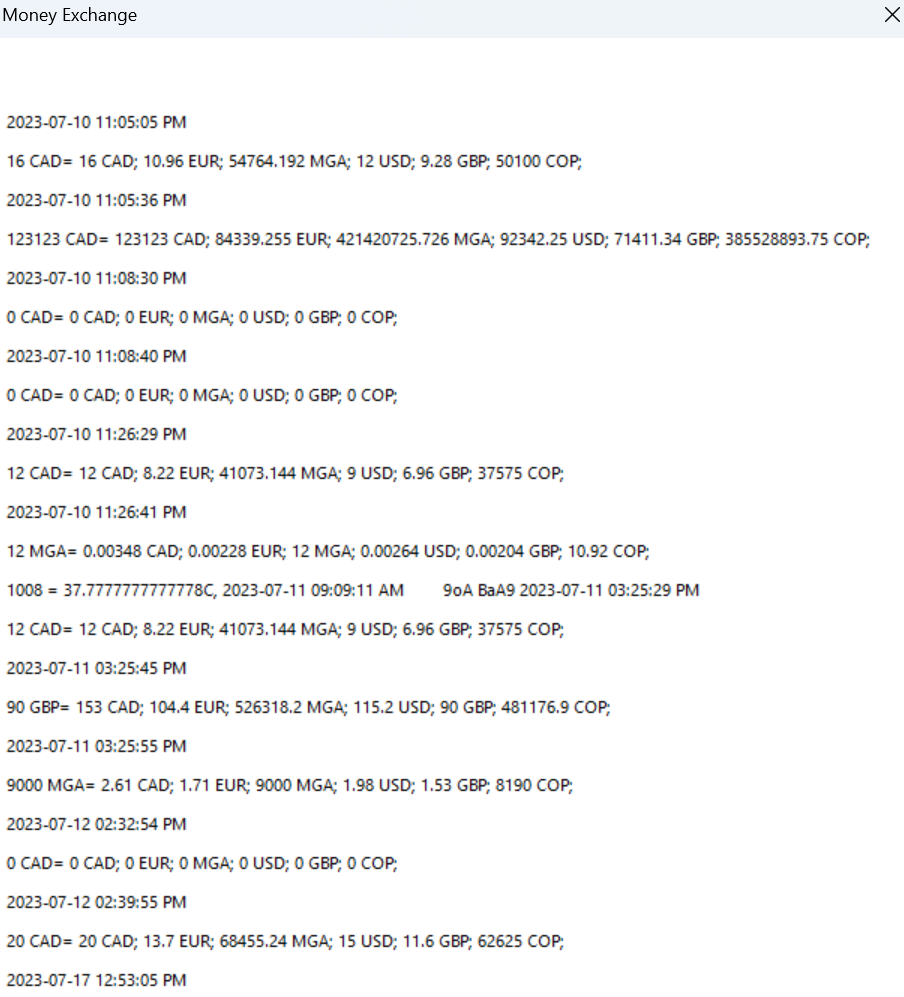 Money Exchange
2023-07-10 11:05:05 PM
16 CAD= 16 CAD; 10.96 EUR; 54764.192 MGA; 12 USD; 9.28 GBP; 50100 COP;
2023-07-10 11:05:36 PM
123123 CAD= 123123 CAD; 84339.255 EUR; 421420725.726 MGA; 92342.25 USD; 71411.34 GBP; 385528893.75 COP;
2023-07-10 11:08:30 PM
0 CAD= 0 CAD; 0 EUR; 0 MGA; 0 USD; 0 GBP; 0 COP;
2023-07-10 11:08:40 PM
0 CAD= 0 CAD; 0 EUR; 0 MGA; 0 USD; 0 GBP; 0 COP;
2023-07-10 11:26:29 PM
12 CAD= 12 CAD; 8.22 EUR; 41073.144 MGA; 9 USD; 6.96 GBP; 37575 COP;
2023-07-10 11:26:41 PM
12 MGA= 0.00348 CAD; 0.00228 EUR; 12 MGA; 0.00264 USD; 0.00204 GBP; 10.92 COP;
1008 = 37.7777777777778C, 2023-07-11 09:09:11 AM 9oA BaA9 2023-07-11 03:25:29 PM
12 CAD= 12 CAD; 8.22 EUR; 41073.144 MGA; 9 USD; 6.96 GBP; 37575 COP;
2023-07-11 03:25:45 PM
90 GBP= 153 CAD; 104.4 EUR; 526318.2 MGA; 115.2 USD; 90 GBP; 481176.9 COP;
2023-07-11 03:25:55 PM
9000 MGA= 2.61 CAD; 1.71 EUR; 9000 MGA; 1.98 USD; 1.53 GBP; 8190 COP;
2023-07-12 02:32:54 PM
0 CAD= 0 CAD; 0 EUR; 0 MGA; 0 USD; 0 GBP; 0 COP;
2023-07-12 02:39:55 PM
20 CAD= 20 CAD; 13.7 EUR; 68455.24 MGA; 15 USD; 11.6 GBP; 62625 COP;
2023-07-17 12:53:05 PM